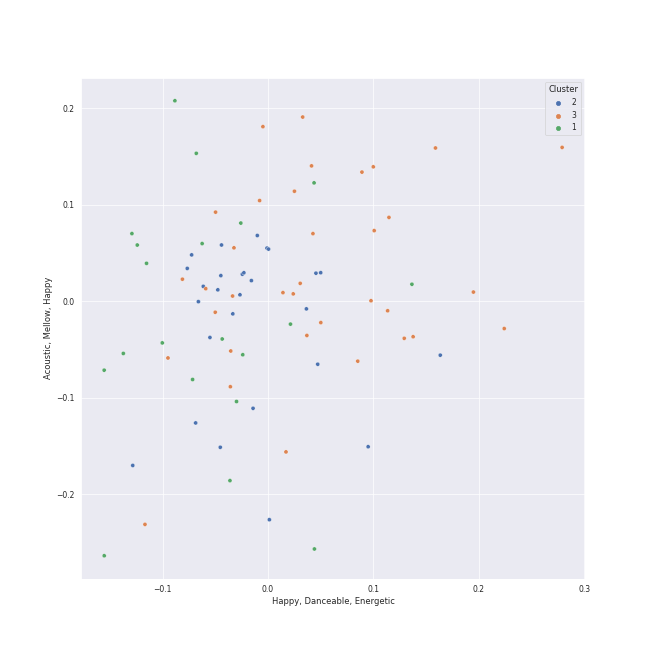 Cluster
2
3
1
0.2
0.1
0.0
−0.1
−0.2
Acoustic, Mellow, Happy
−0.1 0.0 0.1 0.2 0.3
Happy, Danceable, Energetic